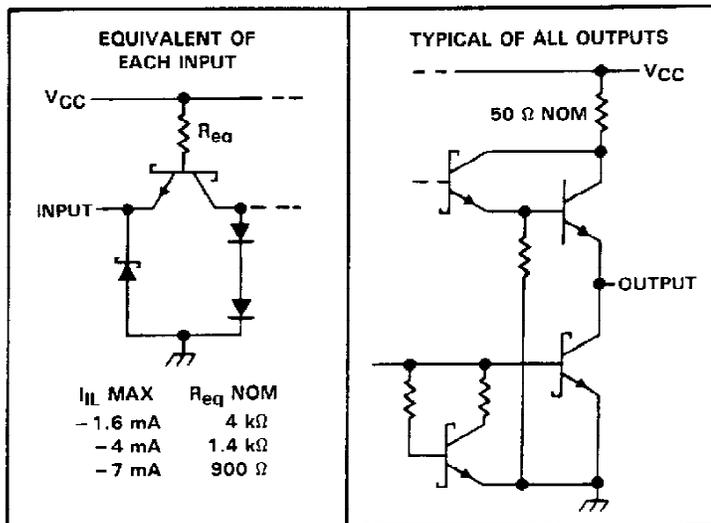 EQUIVALENT OF
EACH INPUT
VCC
Req
INPUT
IIL MAX Req NOM
−1.6 mA 4 kΩ
−4 mA 1.4 kΩ
−7 mA 900 Ω
TYPICAL OF ALL OUTPUTS
VCC
50 Ω NOM
OUTPUT